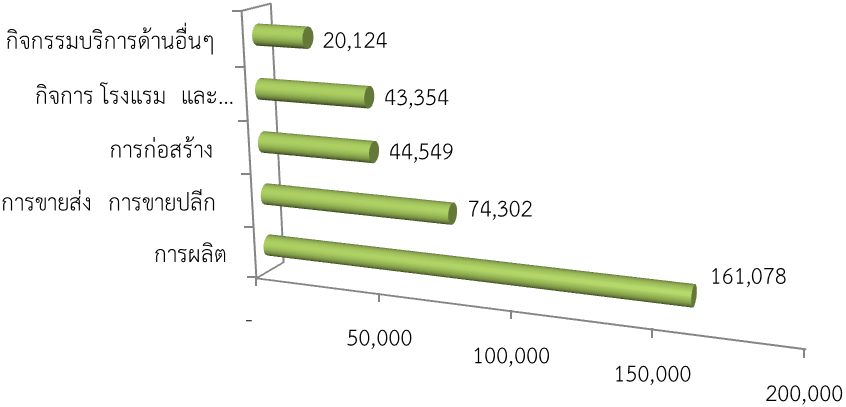 กิจกรรมบริการด้านอื่นๆ 20,124
กิจการ โรงแรม และ... 43,354
การก่อสร้าง 44,549
การขายส่ง การขายปลีก 74,302
การผลิต 161,078
-
50,000
100,000
150,000
200,000